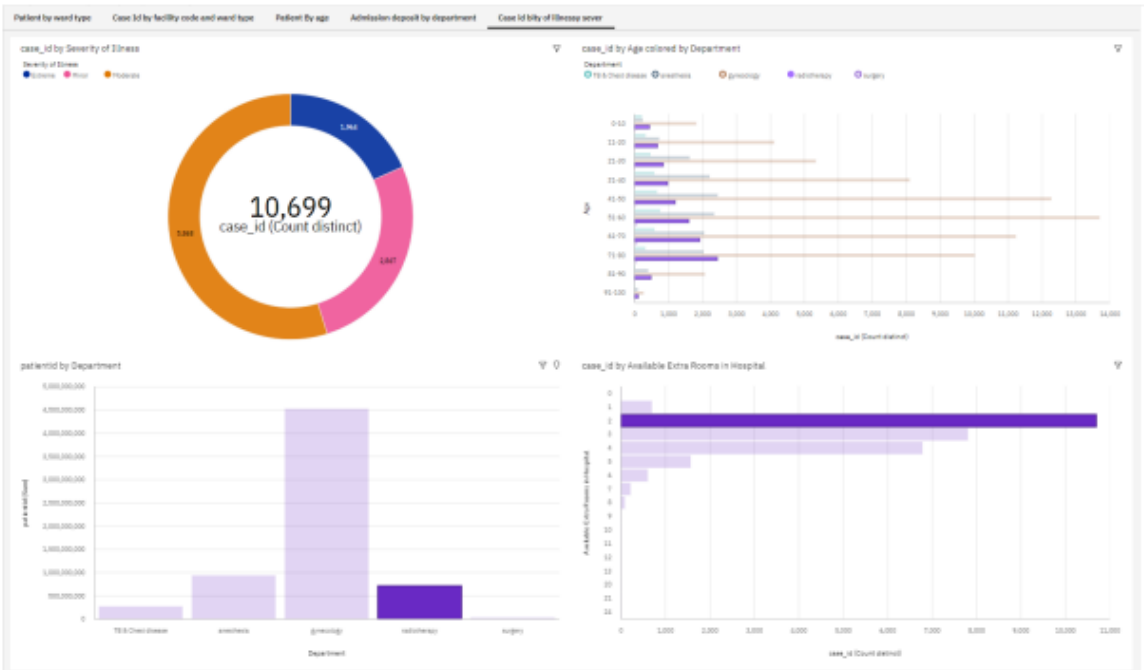 Patient by ward type Case Id by facility code and ward type Patient By age Admission deposit by department Case id bity of illnessy sever
case_id by Severity of Illness
Severity of Illness
Extreme Minor Moderate
10,699
case_id (Count distinct)
case_id by Age colored by Department
Department
TB & Chest disease anesthesia gynecology radiotherapy surgery
Age
0-10
11-20
21-30
31-40
41-50
51-60
61-70
71-80
81-90
91-100
0 1,000 2,000 3,000 4,000 5,000 6,000 7,000 8,000 9,000 10,000 11,000 12,000 13,000 14,000
case_id (Count distinct)
patientid by Department
patientid (Sum)
5,000,000,000
4,500,000,000
4,000,000,000
3,500,000,000
3,000,000,000
2,500,000,000
2,000,000,000
1,500,000,000
1,000,000,000
500,000,000
0
TB & Chest disease anesthesia gynecology radiotherapy surgery
Department
case_id by Available Extra Rooms in Hospital
Available Extra Rooms in Hospital
0
1
2
3
4
5
6
7
8
9
10
11
12
13
20
21
24
0 1,000 2,000 3,000 4,000 5,000 6,000 7,000 8,000 9,000 10,000 11,000
case_id (Count distinct)